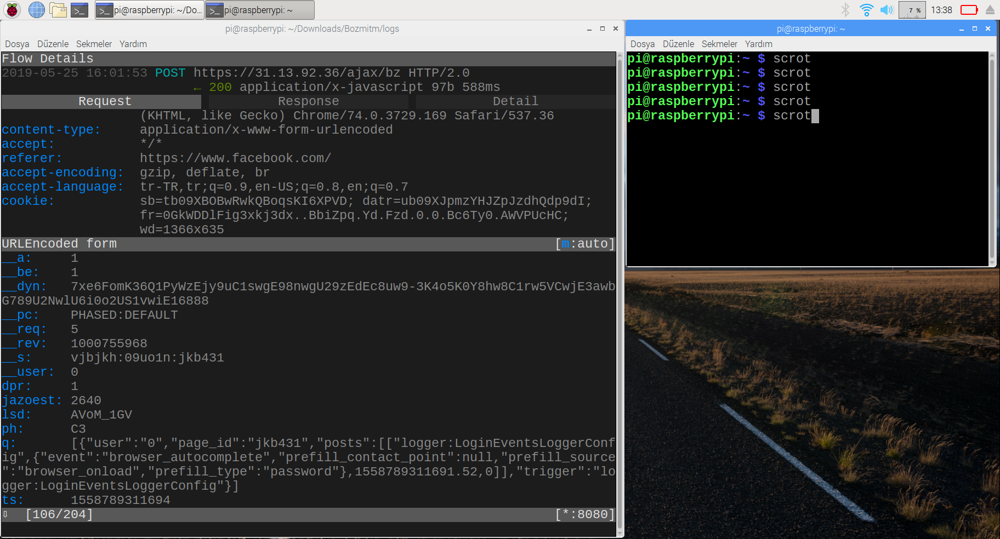 pi@raspberrypi: ~/Do...
pi@raspberrypi: ~
7 %
13:38
pi@raspberrypi: ~/Downloads/Bozmitm/logs
Dosya Düzenle Sekmeler Yardım
Flow Details
2019-05-25 16:01:53 POST https://31.13.92.36/ajax/bz HTTP/2.0
← 200 application/x-javascript 97b 588ms
Request Response Detail
(KHTML, like Gecko) Chrome/74.0.3729.169 Safari/537.36
content-type: application/x-www-form-urlencoded
accept: */*
referer: https://www.facebook.com/
accept-encoding: gzip, deflate, br
accept-language: tr-TR,tr;q=0.9,en-US;q=0.8,en;q=0.7
cookie: sb=tb09XBOBwRwkQBoqsKI6XPVD; datr=ub09XJpmzYHJZpJzdhQdp9dI;
fr=0GkWDDlFig3xkj3dx..BbiZpq.Yd.Fzd.0.0.Bc6Ty0.AWVPUcHC;
wd=1366x635
URLEncoded form [m:auto]
__a: 1
__be: 1
__dyn: 7xe6FomK36Q1PyWzEjy9uC1swgE98nwgU29zEdEc8uw9-3K4o5K0Y8hw8C1rw5VCwjE3awb
G789U2NwlU6i0o2US1vwiE16888
__pc: PHASED:DEFAULT
__req: 5
__rev: 1000755968
__s: vjbjkh:09uo1n:jkb431
__user: 0
dpr: 1
jazoest: 2640
lsd: AVoM_1GV
ph: C3
q: [{"user":"0","page_id":"jkb431","posts":[["logger:LoginEventsLoggerConf
ig",{"event":"browser_autocomplete","prefill_contact_point":null,"prefill_source
":"browser_onload","prefill_type":"password"},1558789311691.52,0]],"trigger":"lo
gger:LoginEventsLoggerConfig"}]
ts: 1558789311694
⇩ [106/204] [*:8080]
pi@raspberrypi: ~
Dosya Düzenle Sekmeler Yardım
pi@raspberrypi:~ $ scrot
pi@raspberrypi:~ $ scrot
pi@raspberrypi:~ $ scrot
pi@raspberrypi:~ $ scrot
pi@raspberrypi:~ $ scrot